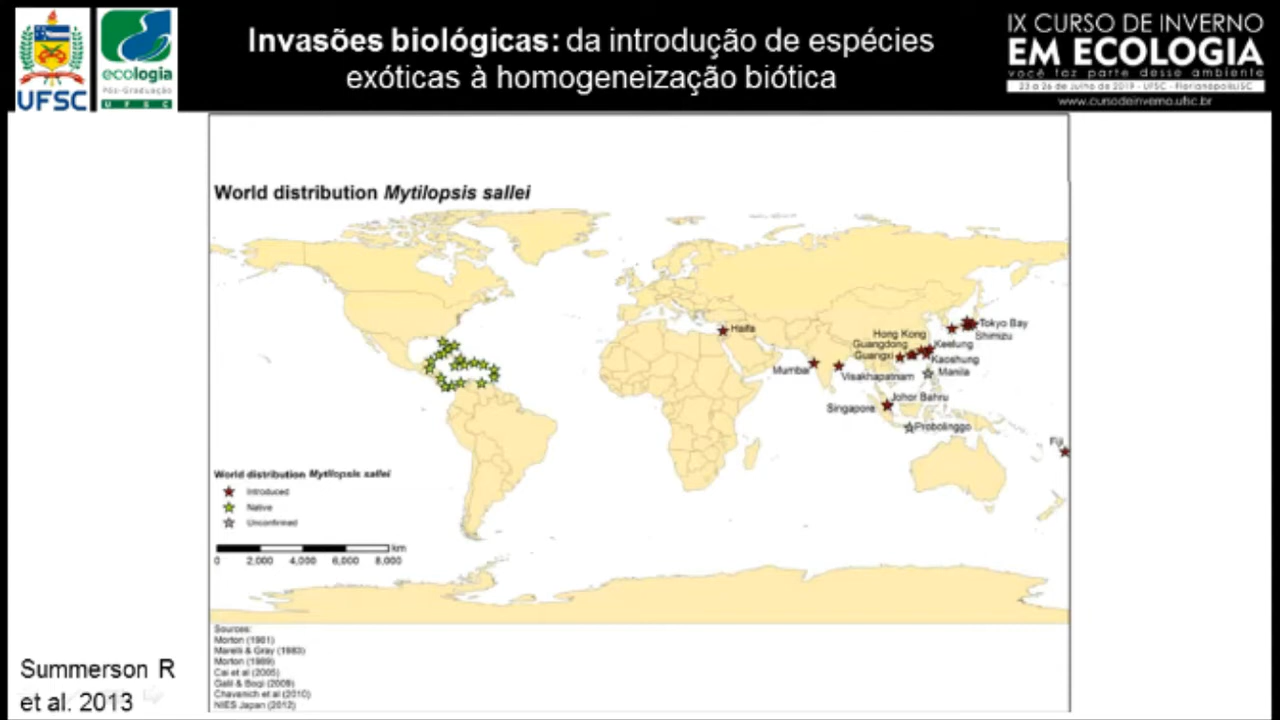 UFSC
ecologia
Pós-Graduação
U F S C
Invasões biológicas: da introdução de espécies
exóticas à homogeneização biótica
IX CURSO DE INVERNO
EM ECOLOGIA
você faz parte desse ambiente
23 a 26 de Julho de 2019 - UFSC - Florianópolis/SC
www.cursodeinverno.ufsc.br
World distribution Mytilopsis sallei
Haifa
Tokyo Bay
Shimizu
Hong Kong
Guangdong
Keelung
Guangxi
Kaoshung
Mumbai
Visakhapatnam
Manila
Johor Bahru
Singapore
Probolinggo
Fiji
World distribution Mytilopsis sallei
Introduced
Native
Unconfirmed
km
0 2,000 4,000 6,000 8,000
Sources:
Morton (1981)
Marelli & Gray (1983)
Morton (1989)
Cai et al (2005)
Galil & Bogi (2009)
Chavanich et al (2010)
NIES Japan (2012)
Summerson R
et al. 2013